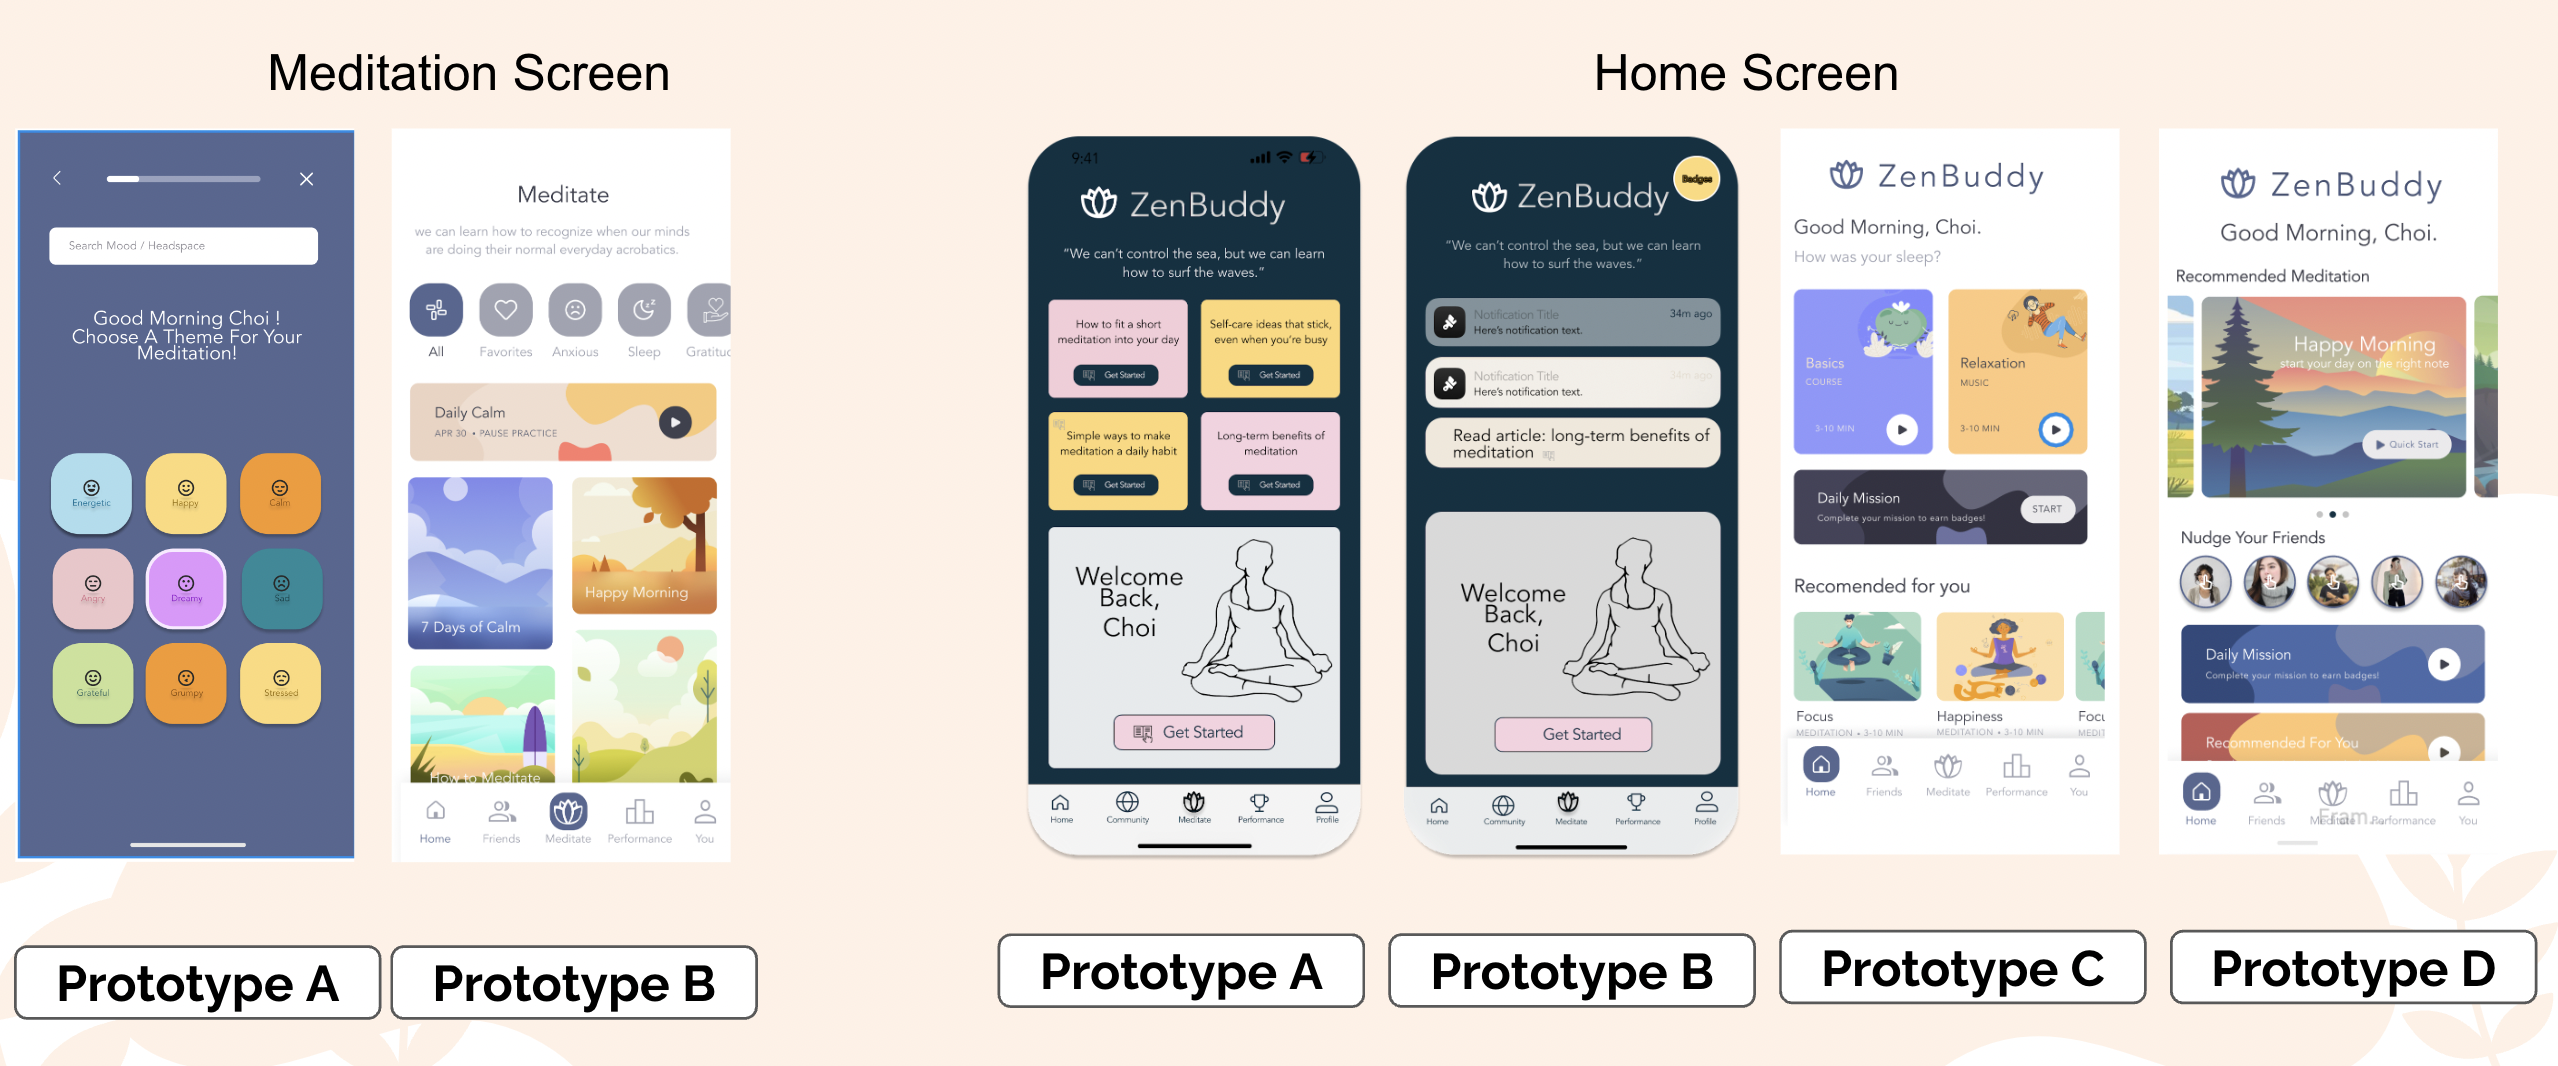 Meditation Screen
Home Screen
Search Mood / Headspace
Good Morning Choi !
Choose A Theme For Your
Meditation!
Energetic
Happy
Calm
Angry
Dreamy
Sad
Grateful
Grumpy
Stressed
Meditate
we can learn how to recognize when our minds
are doing their normal everyday acrobatics.
All
Favorites
Anxious
Sleep
Gratituc
Daily Calm
APR 30 • PAUSE PRACTICE
7 Days of Calm
Happy Morning
How to Meditate
Home
Friends
Meditate
Performance
You
9:41
ZenBuddy
"We can't control the sea, but we can learn
how to surf the waves."
How to fit a short
meditation into your day
Get Started
Self-care ideas that stick,
even when you're busy
Get Started
Simple ways to make
meditation a daily habit
Get Started
Long-term benefits of
meditation
Get Started
Welcome
Back,
Choi
Get Started
Home
Community
Meditate
Performance
Profile
Badges
ZenBuddy
"We can't control the sea, but we can learn
how to surf the waves."
Notification Title
34m ago
Here's notification text.
Notification Title
34m ago
Here's notification text.
Read article: long-term benefits of
meditation
Welcome
Back,
Choi
Get Started
Home
Community
Meditate
Performance
Profile
ZenBuddy
Good Morning, Choi.
How was your sleep?
Basics
COURSE
3-10 MIN
Relaxation
MUSIC
3-10 MIN
Daily Mission
Complete your mission to earn badges!
START
Recomended for you
Focus
MEDITATION • 3-10 MIN
Happiness
MEDITATION • 3-10 MIN
Focu
MEDIT
Home
Friends
Meditate
Performance
You
ZenBuddy
Good Morning, Choi.
Recommended Meditation
Happy Morning
start your day on the right note
Quick Start
Nudge Your Friends
Daily Mission
Complete your mission to earn badges!
Recommended For You
Home
Friends
Meditate
Fram...
Performance
You
Prototype A
Prototype B
Prototype A
Prototype B
Prototype C
Prototype D